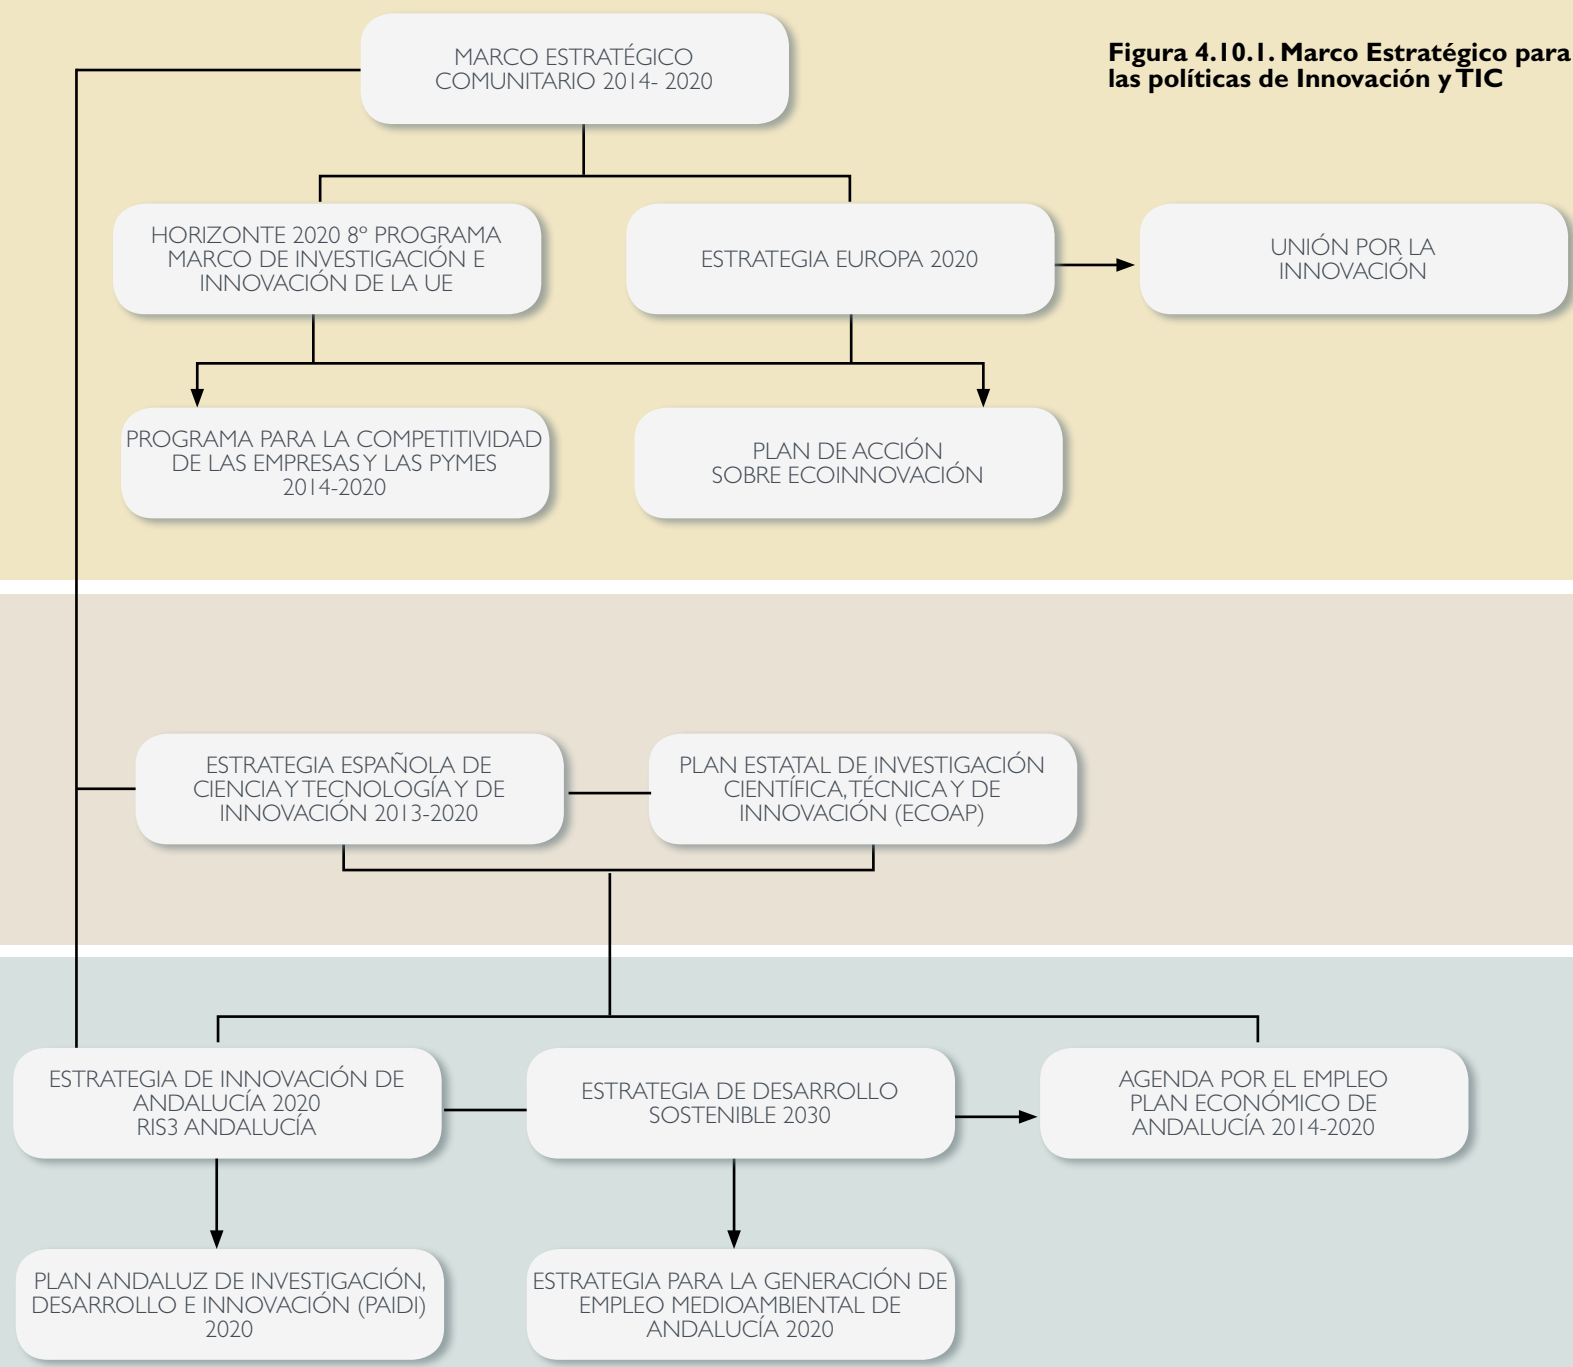 Figura 4.10.1. Marco Estratégico para
las políticas de Innovación y TIC
MARCO ESTRATÉGICO
COMUNITARIO 2014- 2020
HORIZONTE 2020 8º PROGRAMA
MARCO DE INVESTIGACIÓN E
INNOVACIÓN DE LA UE
ESTRATEGIA EUROPA 2020
UNIÓN POR LA
INNOVACIÓN
PROGRAMA PARA LA COMPETITIVIDAD
DE LAS EMPRESAS Y LAS PYMES
2014-2020
PLAN DE ACCIÓN
SOBRE ECOINNOVACIÓN
ESTRATEGIA ESPAÑOLA DE
CIENCIA Y TECNOLOGÍA Y DE
INNOVACIÓN 2013-2020
PLAN ESTATAL DE INVESTIGACIÓN
CIENTÍFICA, TÉCNICA Y DE
INNOVACIÓN (ECOAP)
ESTRATEGIA DE INNOVACIÓN DE
ANDALUCÍA 2020
RIS3 ANDALUCÍA
ESTRATEGIA DE DESARROLLO
SOSTENIBLE 2030
AGENDA POR EL EMPLEO
PLAN ECONÓMICO DE
ANDALUCÍA 2014-2020
PLAN ANDALUZ DE INVESTIGACIÓN,
DESARROLLO E INNOVACIÓN (PAIDI)
2020
ESTRATEGIA PARA LA GENERACIÓN DE
EMPLEO MEDIOAMBIENTAL DE
ANDALUCÍA 2020